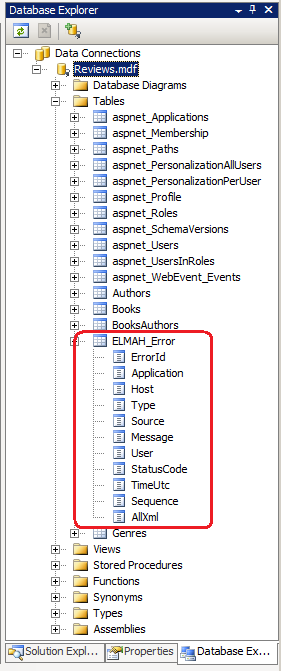 Database Explorer
Data Connections
Reviews.mdf
Database Diagrams
Tables
aspnet_Applications
aspnet_Membership
aspnet_Paths
aspnet_PersonalizationAllUsers
aspnet_PersonalizationPerUser
aspnet_Profile
aspnet_Roles
aspnet_SchemaVersions
aspnet_Users
aspnet_UsersInRoles
aspnet_WebEvent_Events
Authors
Books
BooksAuthors
ELMAH_Error
ErrorId
Application
Host
Type
Source
Message
User
StatusCode
TimeUtc
Sequence
AllXml
Genres
Views
Stored Procedures
Functions
Synonyms
Types
Assemblies
Solution Expl... Properties Database Ex...